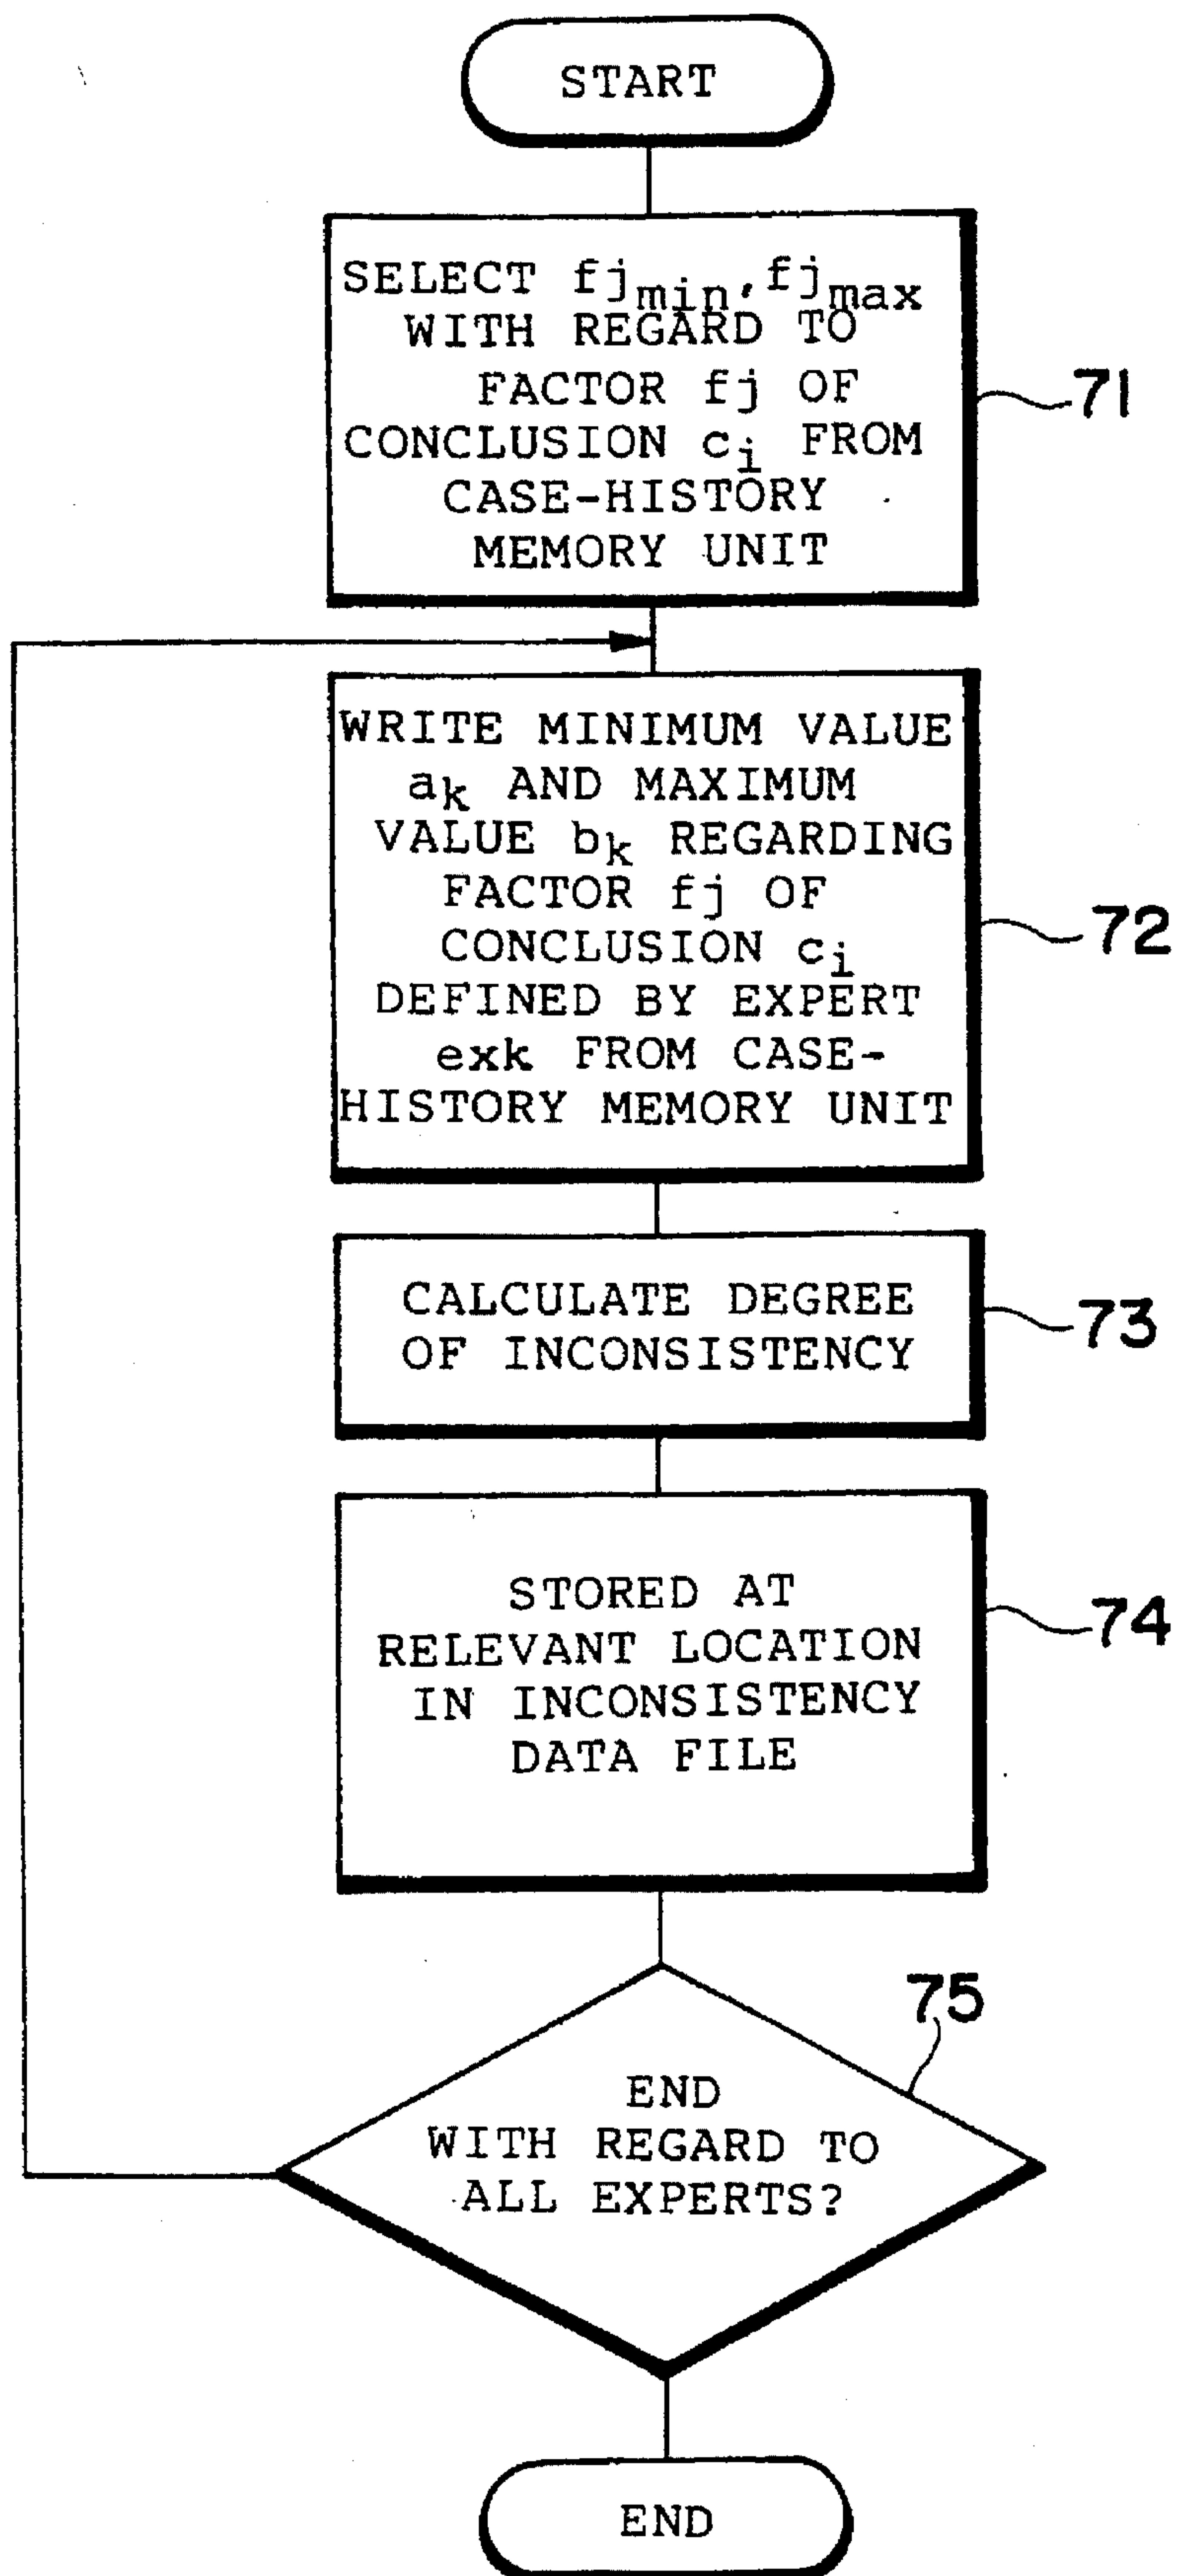 START
SELECT fjmin, fjmax
WITH REGARD TO
FACTOR fj OF
CONCLUSION ci FROM
CASE-HISTORY
MEMORY UNIT
71
WRITE MINIMUM VALUE
ak AND MAXIMUM
VALUE bk REGARDING
FACTOR fj OF
CONCLUSION ci
DEFINED BY EXPERT
exk FROM CASE-
HISTORY MEMORY UNIT
72
CALCULATE DEGREE
OF INCONSISTENCY
73
STORED AT
RELEVANT LOCATION
IN INCONSISTENCY
DATA FILE
74
75
END
WITH REGARD TO
ALL EXPERTS?
END